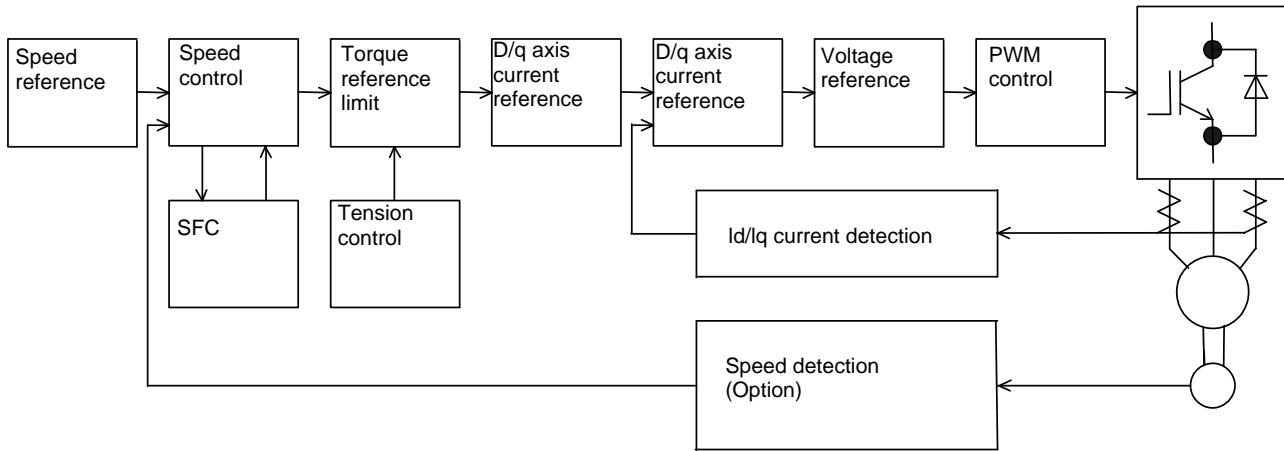 Speed
reference
Speed
control
Torque
reference
limit
D/q axis
current
reference
D/q axis
current
reference
Voltage
reference
PWM
control
SFC
Tension
control
Id/Iq current detection
Speed detection
(Option)